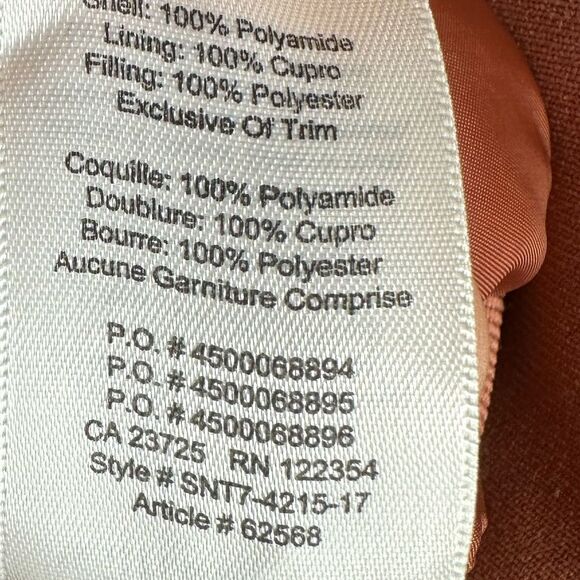 Shell: 100% Polyamide
Lining: 100% Cupro
Filling: 100% Polyester
Exclusive Of Trim
Coquille: 100% Polyamide
Doublure: 100% Cupro
Bourre: 100% Polyester
Aucune Garniture Comprise
P.O. # 4500068894
P.O. # 4500068895
P.O. # 4500068896
CA 23725 RN 122354
Style # SNT7-4215-17
Article # 62568